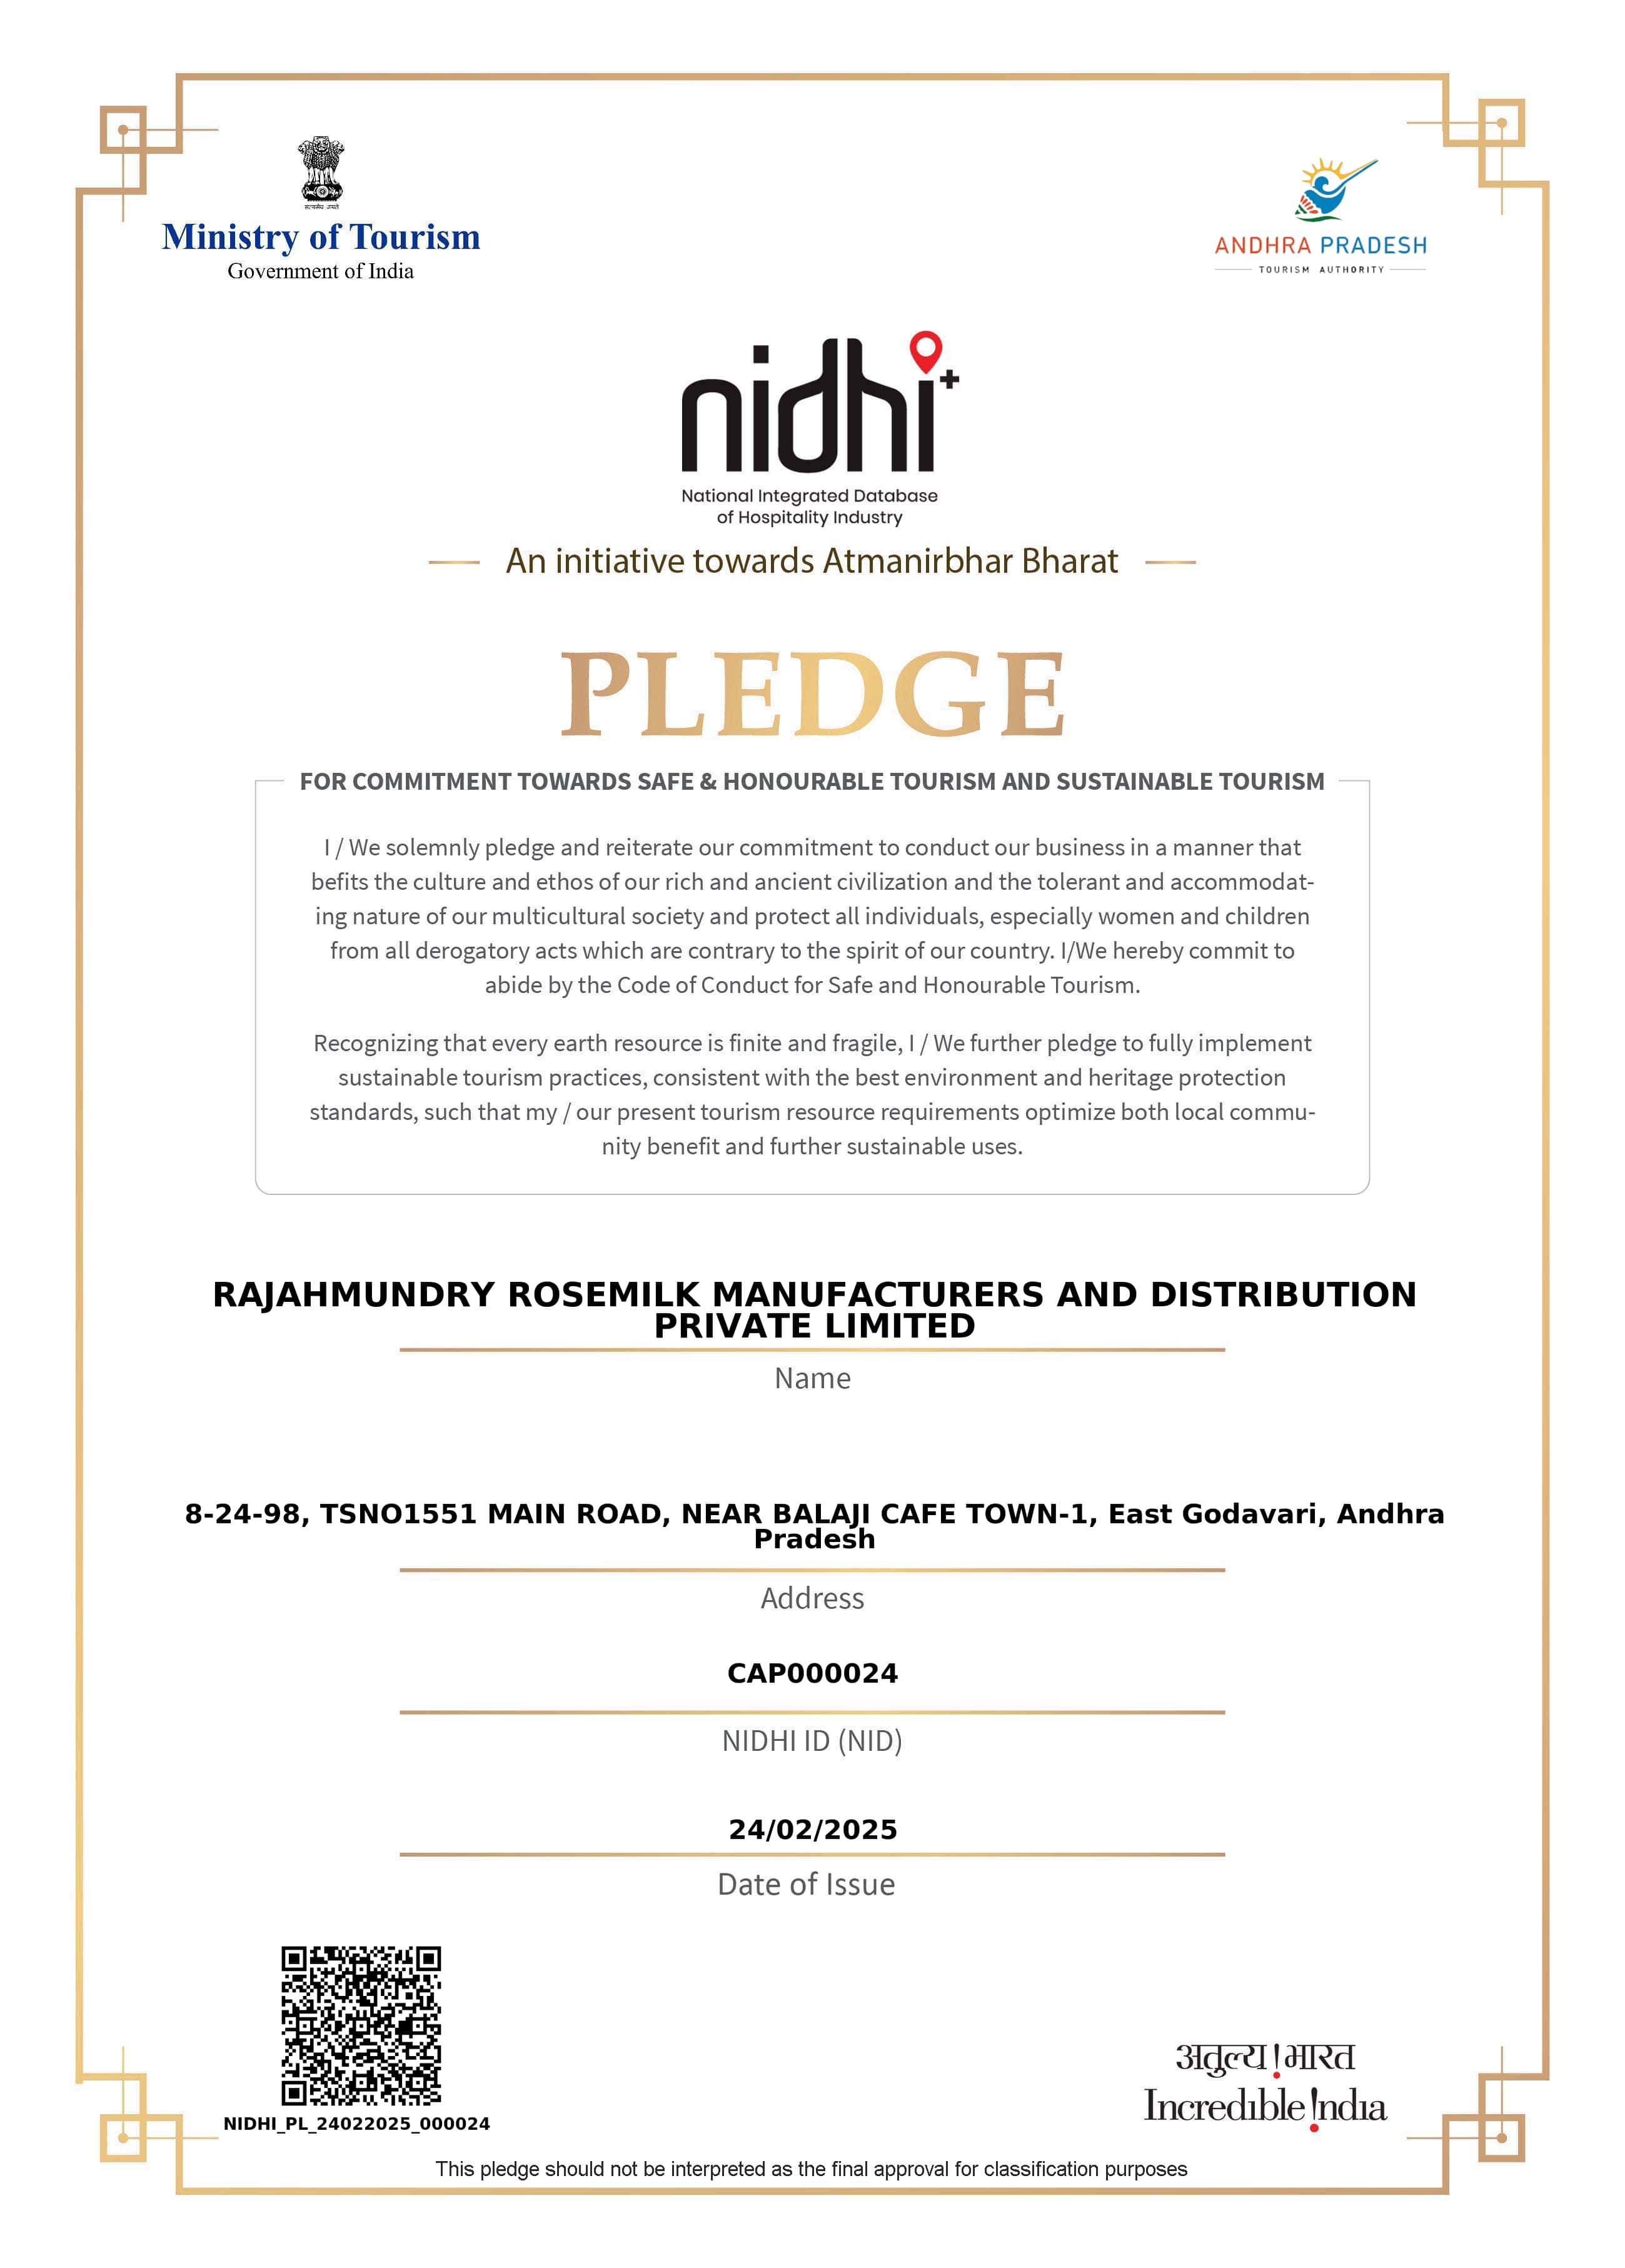 सत्यमेव जयते
Ministry of Tourism
Government of India
ANDHRA PRADESH
TOURISM AUTHORITY
nidhi+
National Integrated Database
of Hospitality Industry
An initiative towards Atmanirbhar Bharat
PLEDGE
FOR COMMITMENT TOWARDS SAFE & HONOURABLE TOURISM AND SUSTAINABLE TOURISM
I / We solemnly pledge and reiterate our commitment to conduct our business in a manner that
befits the culture and ethos of our rich and ancient civilization and the tolerant and accommodat-
ing nature of our multicultural society and protect all individuals, especially women and children
from all derogatory acts which are contrary to the spirit of our country. I/We hereby commit to
abide by the Code of Conduct for Safe and Honourable Tourism.
Recognizing that every earth resource is finite and fragile, I / We further pledge to fully implement
sustainable tourism practices, consistent with the best environment and heritage protection
standards, such that my / our present tourism resource requirements optimize both local commu-
nity benefit and further sustainable uses.
RAJAHMUNDRY ROSEMILK MANUFACTURERS AND DISTRIBUTION
PRIVATE LIMITED
Name
8-24-98, TSNO1551 MAIN ROAD, NEAR BALAJI CAFE TOWN-1, East Godavari, Andhra
Pradesh
Address
CAP000024
NIDHI ID (NID)
24/02/2025
Date of Issue
NIDHI_PL_24022025_000024
अतुल्य!भारत
Incredible!ndia
This pledge should not be interpreted as the final approval for classification purposes